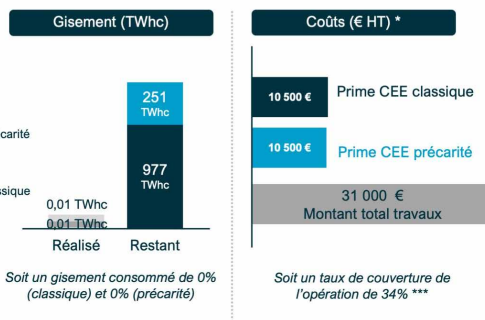 Gisement (TWhc)
251
TWhc
977
TWhc
écarité
ssique
0,01 TWhc
0,01 TWhc
Réalisé
Restant
Soit un gisement consommé de 0%
(classique) et 0% (précarité)
Coûts (€ HT) *
10 500 €
Prime CEE classique
10 500 €
Prime CEE précarité
31 000 €
Montant total travaux
Soit un taux de couverture de
l'opération de 34% ***